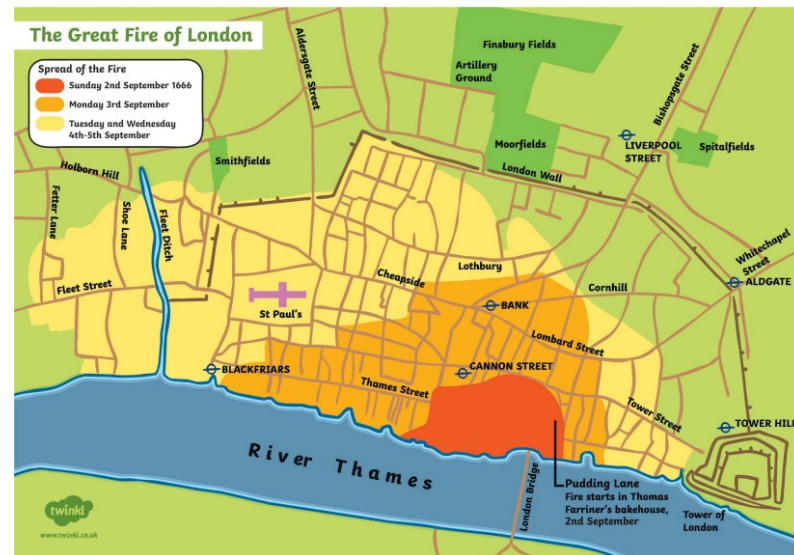 The Great Fire of London
Spread of the Fire
Sunday 2nd September 1666
Monday 3rd September
Tuesday and Wednesday
4th-5th September
Aldersgate Street
Finsbury Fields
Artillery
Ground
Bishopsgate Street
Moorfields
LIVERPOOL
STREET
Spitalfields
Smithfields
London Wall
Holborn Hill
Fetter Lane
Shoe Lane
Fleet Ditch
Whitechapel
Street
ALDGATE
Fleet Street
Cheapside
Lothbury
Cornhill
BANK
St Paul's
Lombard Street
BLACKFRIARS
CANNON STREET
Thames Street
Tower Street
TOWER HILL
River Thames
London Bridge
Pudding Lane
Fire starts in Thomas
Farriner's bakehouse,
2nd September
Tower of
London
twinkl
www.twinkl.co.uk